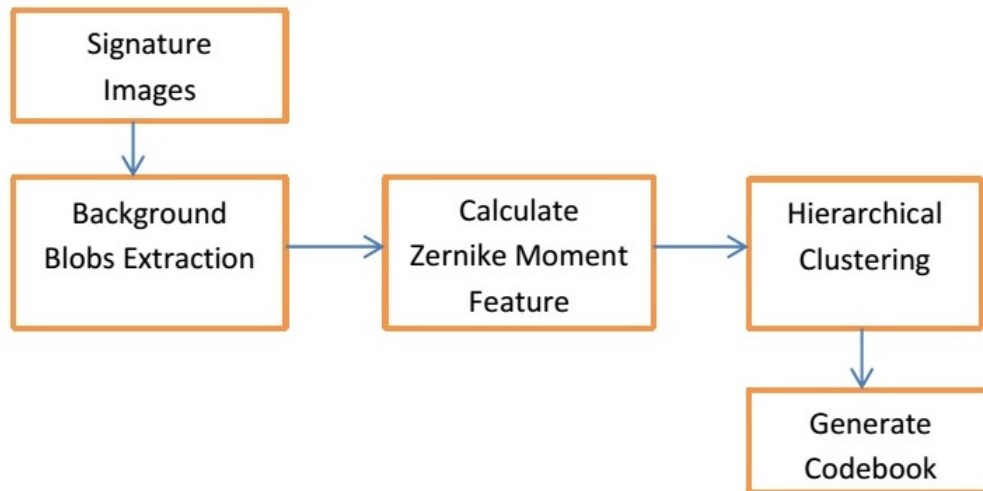 Signature
Images
Background
Blobs Extraction
Calculate
Zernike Moment
Feature
Hierarchical
Clustering
Generate
Codebook